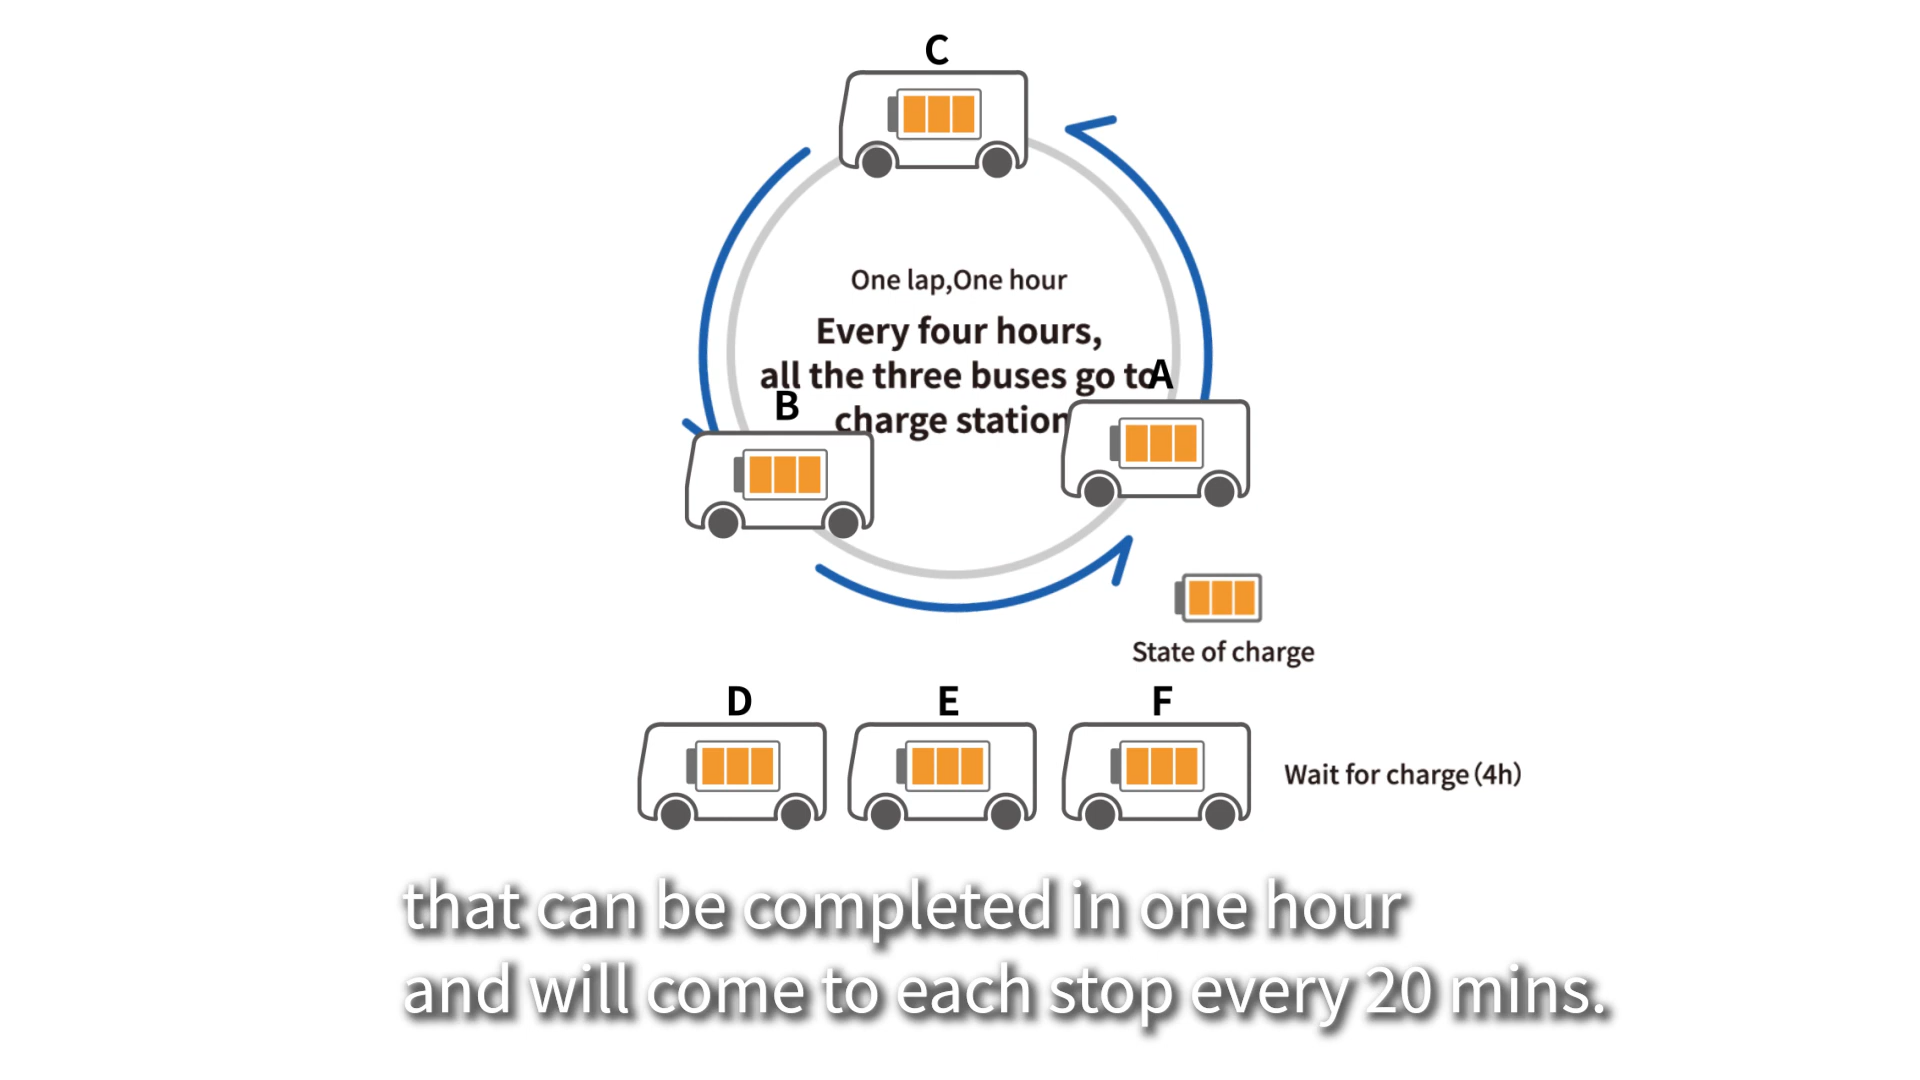 C
One lap,One hour
Every four hours,
all the three buses go to
A
B
charge station
State of charge
D
E
F
Wait for charge (4h)
that can be completed in one hour
and will come to each stop every 20 mins.